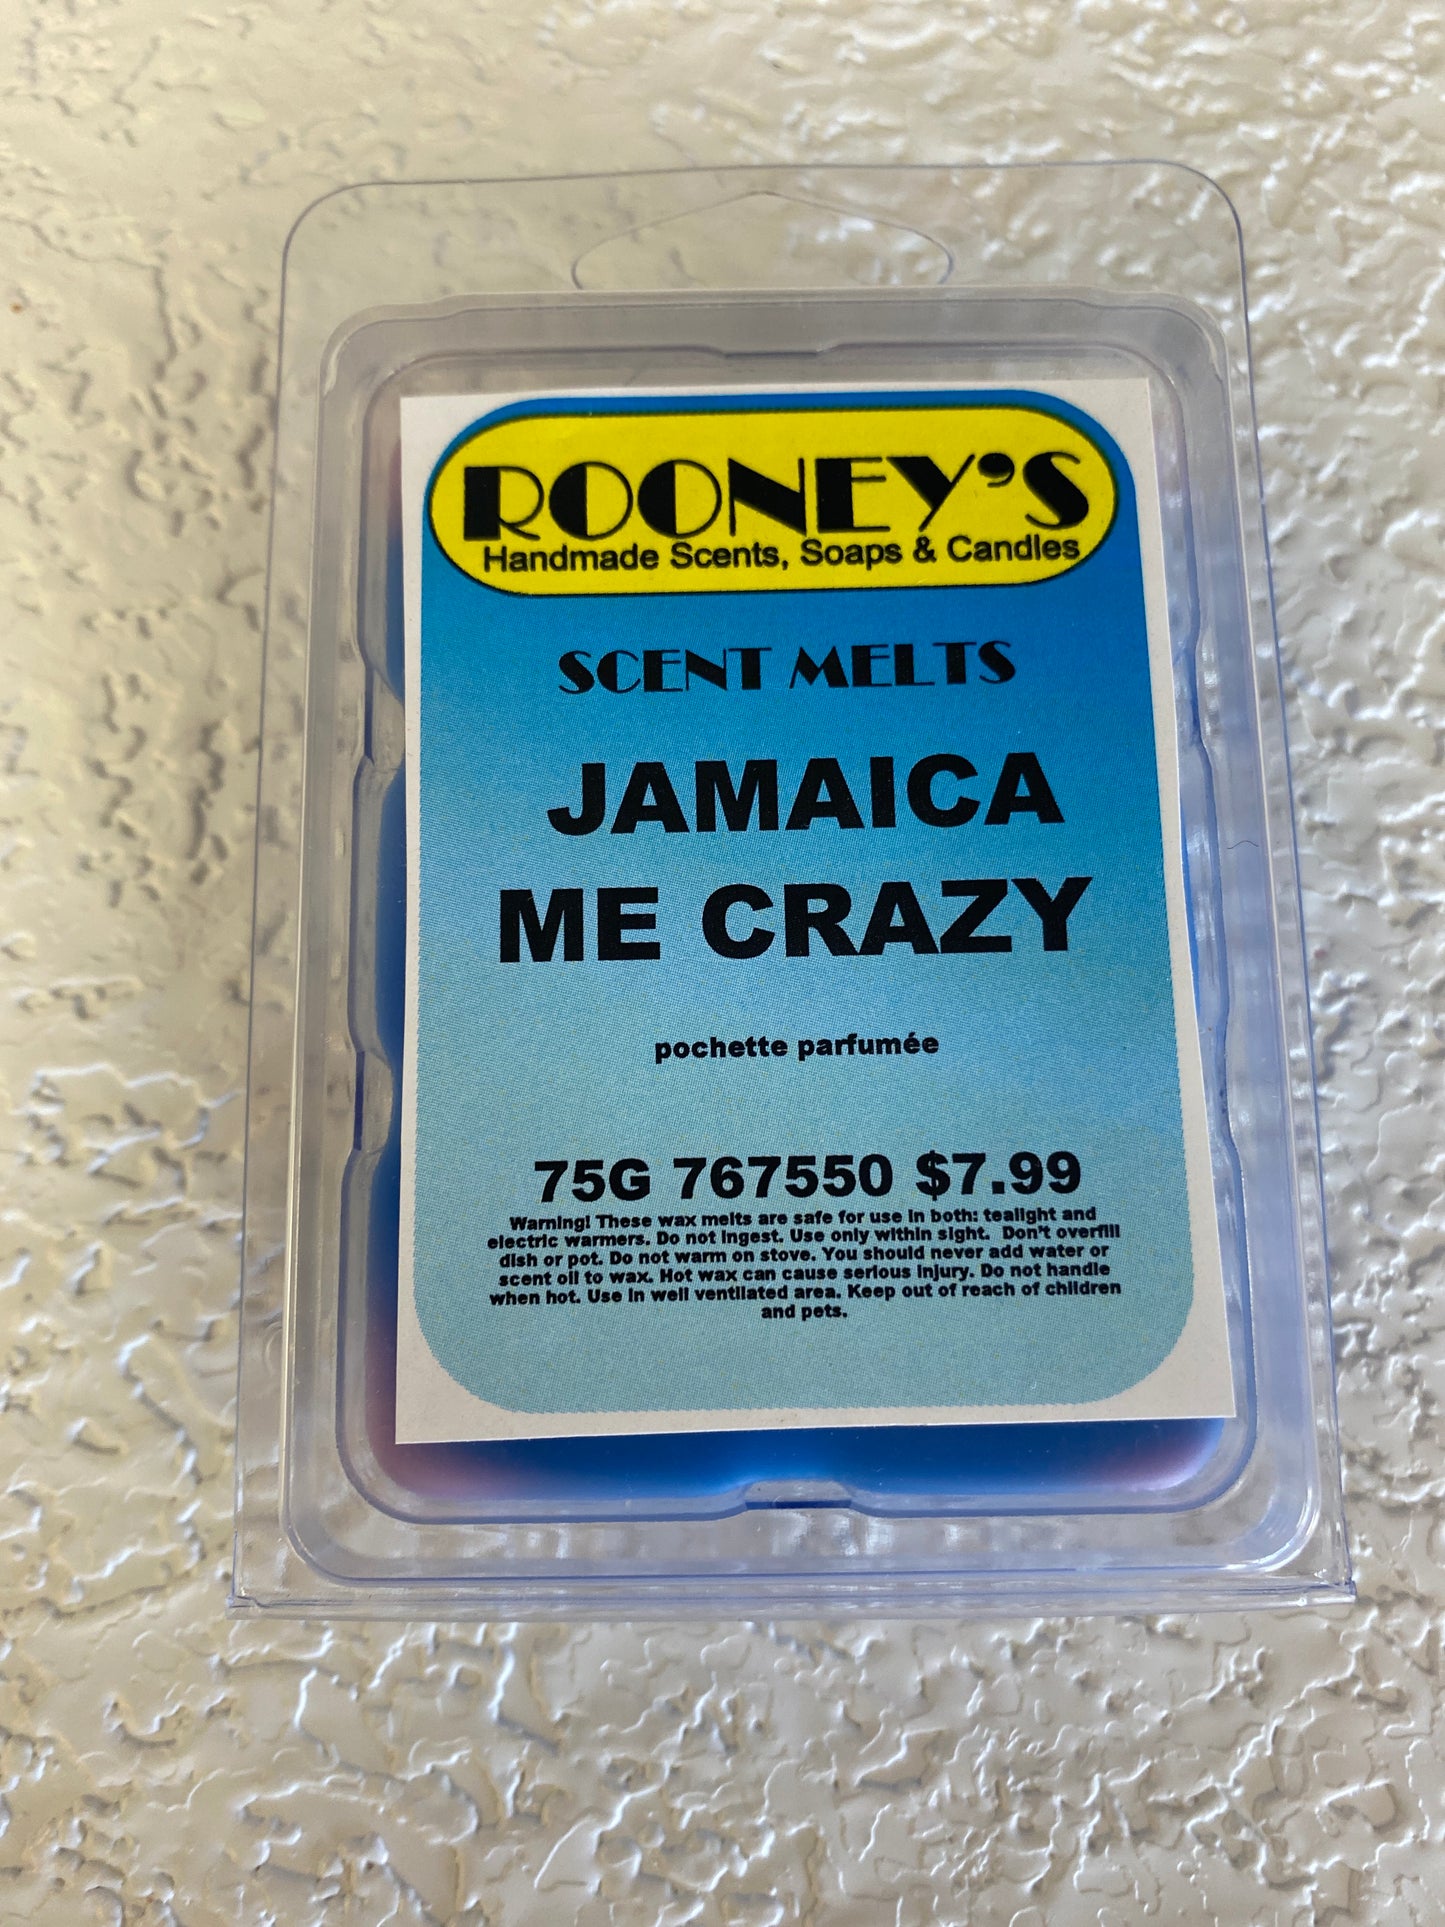 ROONEY'S
Handmade Scents, Soaps & Candles
SCENT MELTS
JAMAICA
ME CRAZY
pochette parfumée
75G 767550 $7.99
Warning! These wax melts are safe for use in both: tealight and
electric warmers. Do not ingest. Use only within sight. Don't overfill
dish or pot. Do not warm on stove. You should never add water or
scent oil to wax. Hot wax can cause serious injury. Do not handle
when hot. Use in well ventilated area. Keep out of reach of children
and pets.